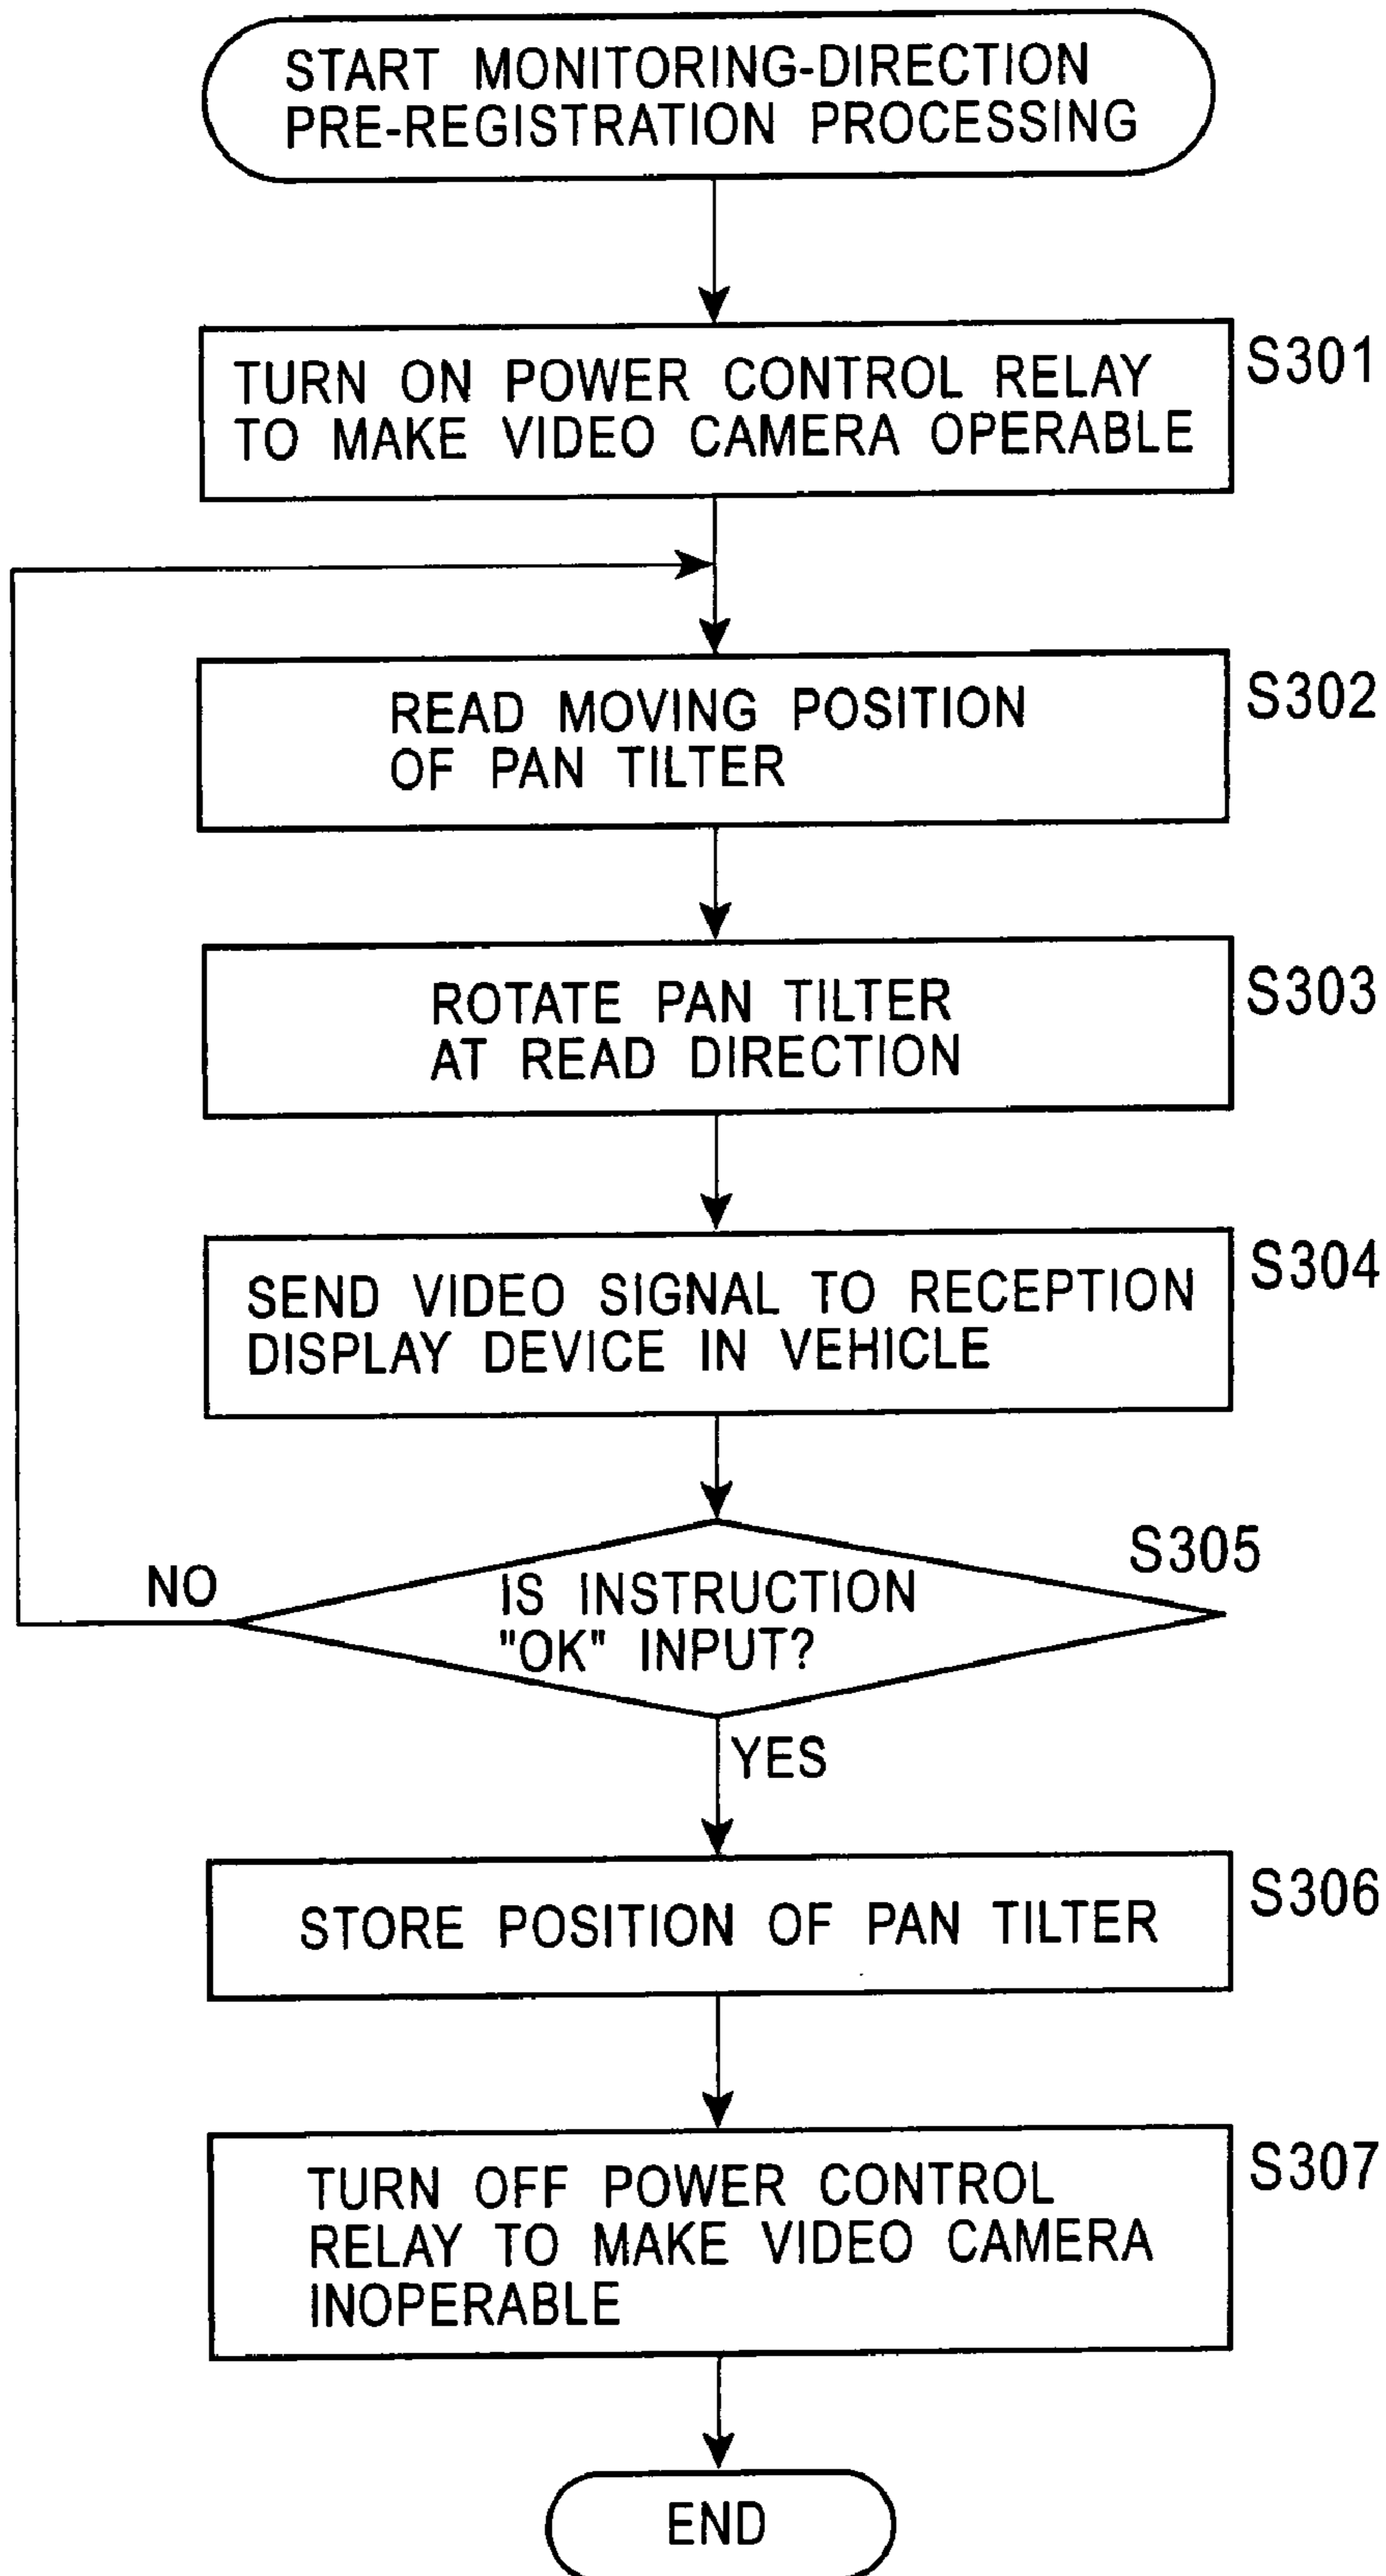 START MONITORING-DIRECTION
PRE-REGISTRATION PROCESSING
S301
TURN ON POWER CONTROL RELAY
TO MAKE VIDEO CAMERA OPERABLE
S302
READ MOVING POSITION
OF PAN TILTER
S303
ROTATE PAN TILTER
AT READ DIRECTION
S304
SEND VIDEO SIGNAL TO RECEPTION
DISPLAY DEVICE IN VEHICLE
S305
NO
IS INSTRUCTION
"OK" INPUT?
YES
S306
STORE POSITION OF PAN TILTER
S307
TURN OFF POWER CONTROL
RELAY TO MAKE VIDEO CAMERA
INOPERABLE
END